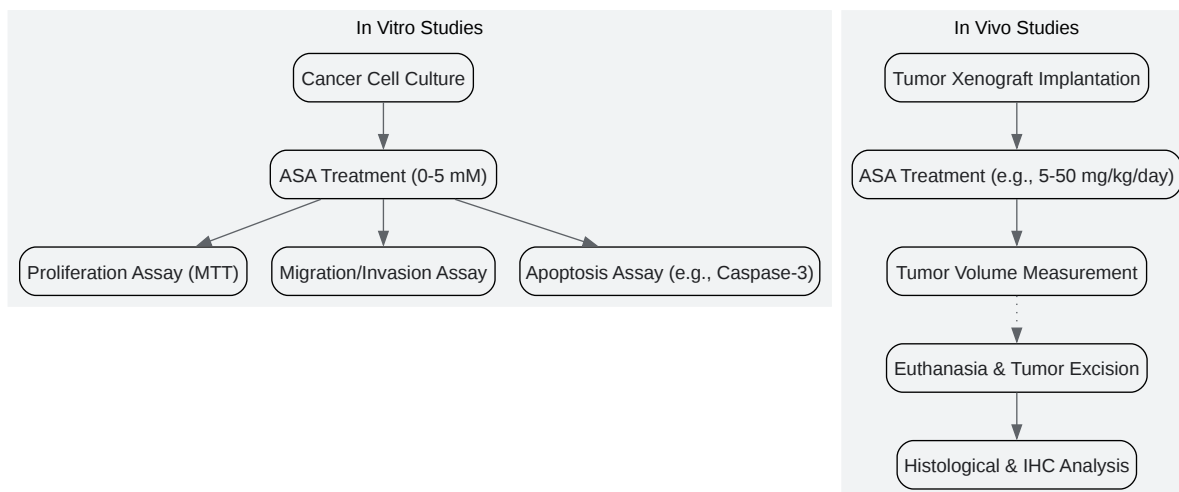 In Vitro Studies
Cancer Cell Culture
ASA Treatment (0-5 mM)
Proliferation Assay (MTT)
Migration/Invasion Assay
Apoptosis Assay (e.g., Caspase-3)
In Vivo Studies
Tumor Xenograft Implantation
ASA Treatment (e.g., 5-50 mg/kg/day)
Tumor Volume Measurement
Euthanasia & Tumor Excision
Histological & IHC Analysis